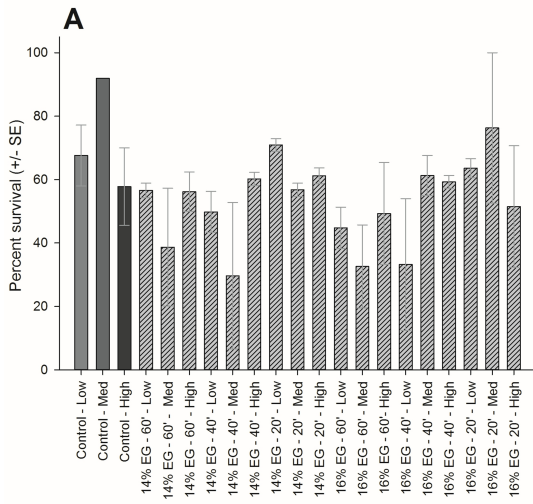 A
Percent survival (+/- SE)
100
80
60
40
20
0
Control - Low
Control - Med
Control - High
14% EG - 60' - Low
14% EG - 60' - Med
14% EG - 60' - High
14% EG - 40' - Low
14% EG - 40' - Med
14% EG - 40' - High
14% EG - 20' - Low
14% EG - 20' - Med
14% EG - 20' - High
16% EG - 60' - Low
16% EG - 60' - Med
16% EG - 60' - High
16% EG - 40' - Low
16% EG - 40' - Med
16% EG - 40' - High
16% EG - 20' - Low
16% EG - 20' - Med
16% EG - 20' - High